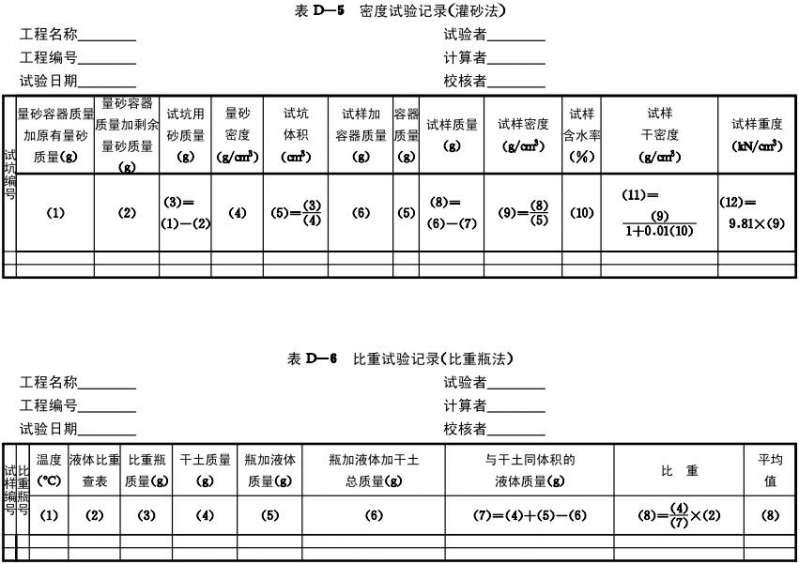 表 D—5 密度试验记录(灌砂法)
工程名称________ 试验者________
工程编号________ 计算者________
试验日期________ 校核者________
试坑编号
量砂容器质量加原有量砂质量(g)
量砂容器质量加剩余量砂质量(g)
试坑用砂质量(g)
量砂密度(g/cm³)
试坑体积(cm³)
试样加容器质量(g)
容器质量(g)
试样质量(g)
试样密度(g/cm³)
试样含水率(%)
试样干密度(g/cm³)
试样重度(kN/cm³)
(1)
(2)
(3)=(1)—(2)
(4)
(5)=(3)/(4)
(6)
(5)
(8)=(6)—(7)
(9)=(8)/(5)
(10)
(11)=(9)/1+0.01(10)
(12)=9.81×(9)
表 D—6 比重试验记录(比重瓶法)
工程名称________ 试验者________
工程编号________ 计算者________
试验日期________ 校核者________
试样编号
比重瓶号
温度(℃)
液体比重查表
比重瓶质量(g)
干土质量(g)
瓶加液体质量(g)
瓶加液体加干土总质量(g)
与干土同体积的液体质量(g)
比 重
平均值
(1)
(2)
(3)
(4)
(5)
(6)
(7)=(4)+(5)—(6)
(8)=(4)/(7)×(2)
(8)